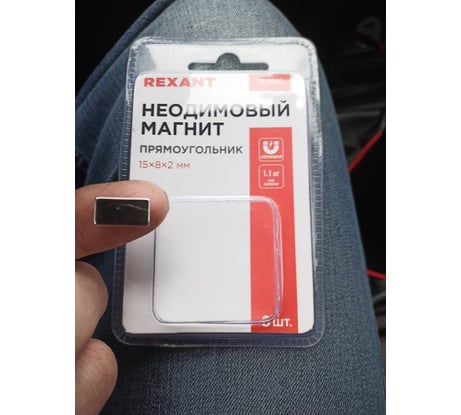 REXANT
НЕОДИМОВЫЙ
МАГНИТ
ПРЯМОУГОЛЬНИК
15×8×2 мм
1.1 кг
шт.